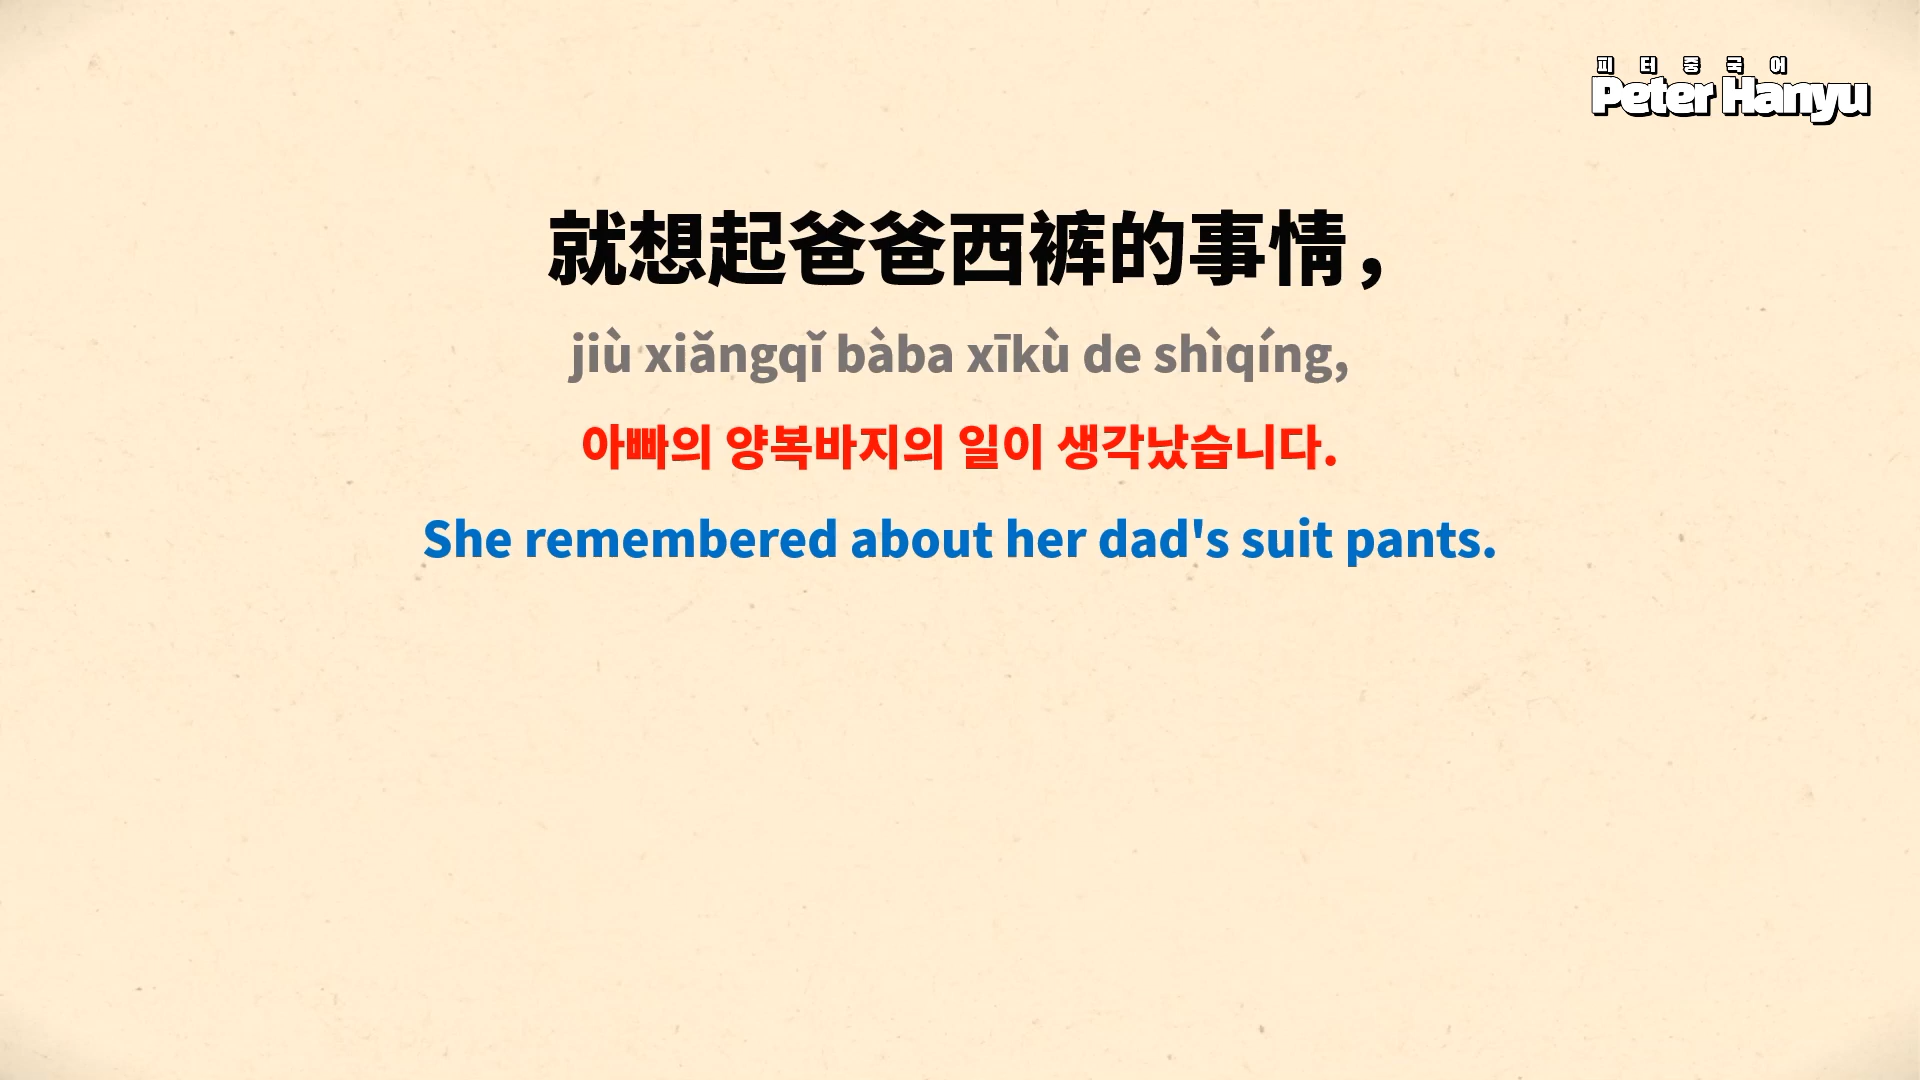 피터중국어
Peter Hanyu
就想起爸爸西裤的事情，
jiù xiǎngqǐ bàba xīkù de shìqíng,
아빠의 양복바지의 일이 생각났습니다.
She remembered about her dad's suit pants.